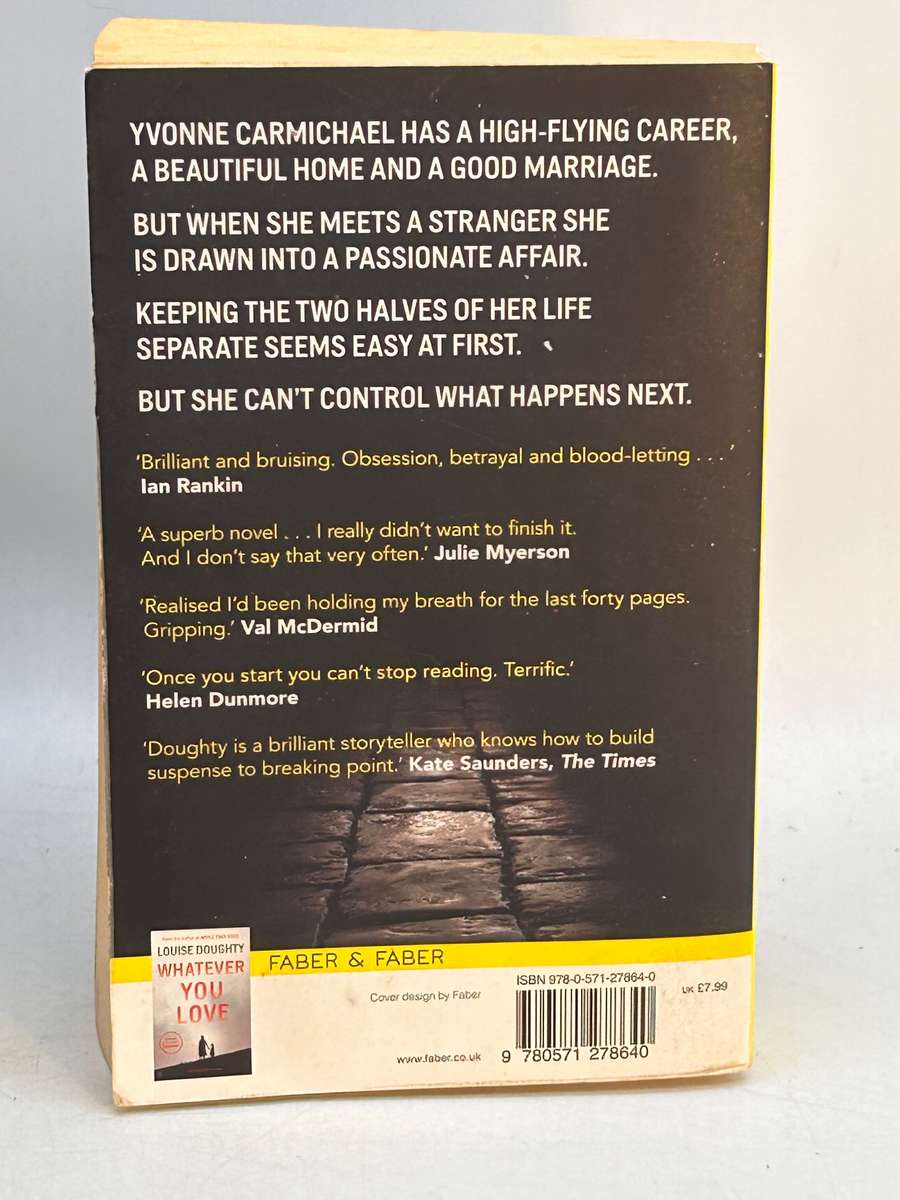 YVONNE CARMICHAEL HAS A HIGH-FLYING CAREER,
A BEAUTIFUL HOME AND A GOOD MARRIAGE.
BUT WHEN SHE MEETS A STRANGER SHE
IS DRAWN INTO A PASSIONATE AFFAIR.
KEEPING THE TWO HALVES OF HER LIFE
SEPARATE SEEMS EASY AT FIRST.
BUT SHE CAN'T CONTROL WHAT HAPPENS NEXT.
'Brilliant and bruising. Obsession, betrayal and blood-letting . . .'
Ian Rankin
'A superb novel . . . I really didn't want to finish it.
And I don't say that very often.' Julie Myerson
'Realised I'd been holding my breath for the last forty pages.
Gripping.' Val McDermid
'Once you start you can't stop reading. Terrific.'
Helen Dunmore
'Doughty is a brilliant storyteller who knows how to build
suspense to breaking point.' Kate Saunders, The Times
LOUISE DOUGHTY
WHATEVER
YOU
LOVE
FABER & FABER
Cover design by Faber
www.faber.co.uk
ISBN 978-0-571-27864-0
9 780571 278640
UK £7.99